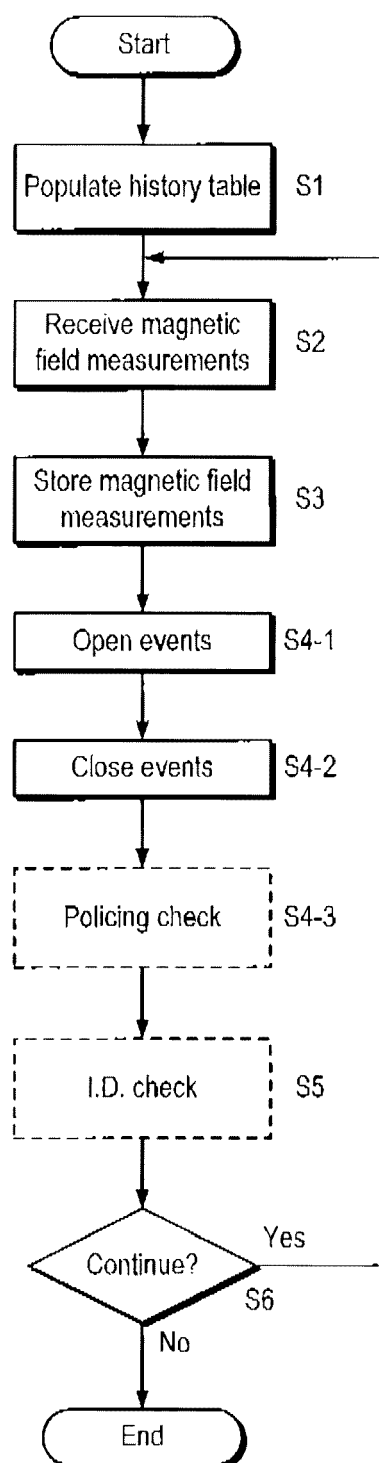 Start
Populate history table S1
Receive magnetic
field measurements
S2
Store magnetic field
measurements
S3
Open events S4-1
Close events S4-2
Policing check S4-3
I.D. check S5
Continue?
Yes
S6
No
End